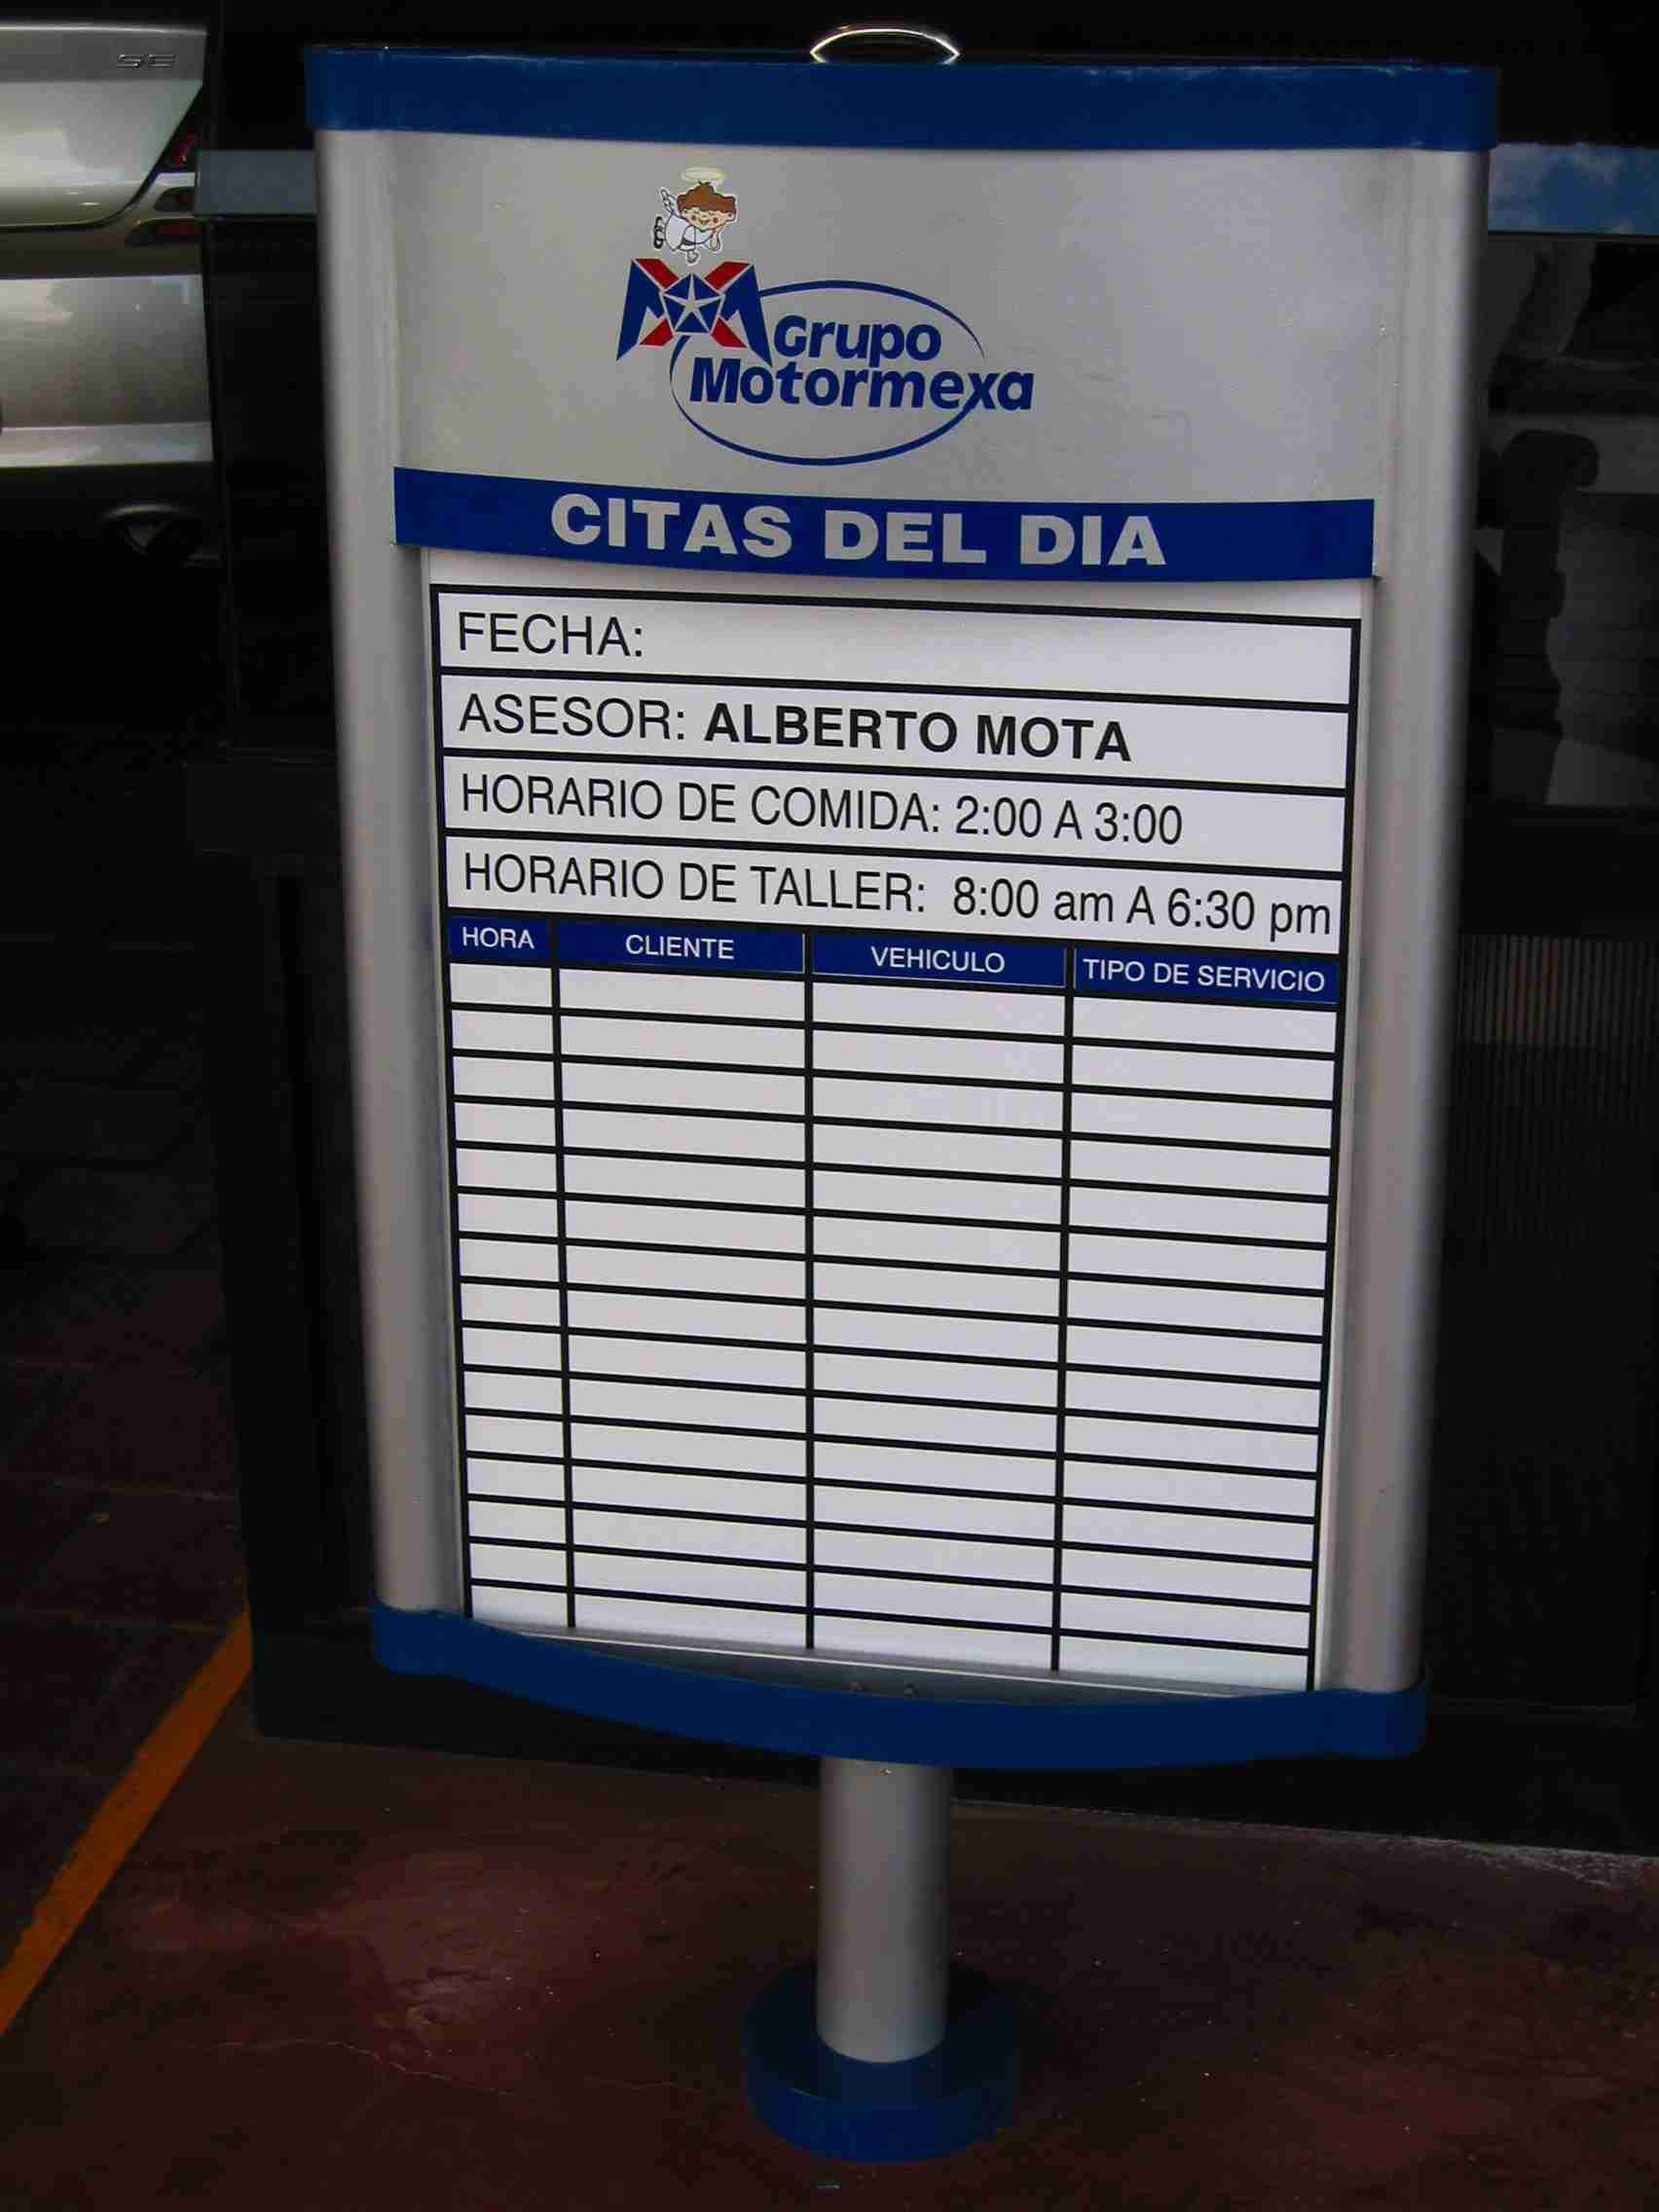 SE
Grupo
Motormexa
CITAS DEL DIA
FECHA:
ASESOR: ALBERTO MOTA
HORARIO DE COMIDA: 2:00 A 3:00
HORARIO DE TALLER: 8:00 am A 6:30 pm
HORA CLIENTE VEHICULO TIPO DE SERVICIO